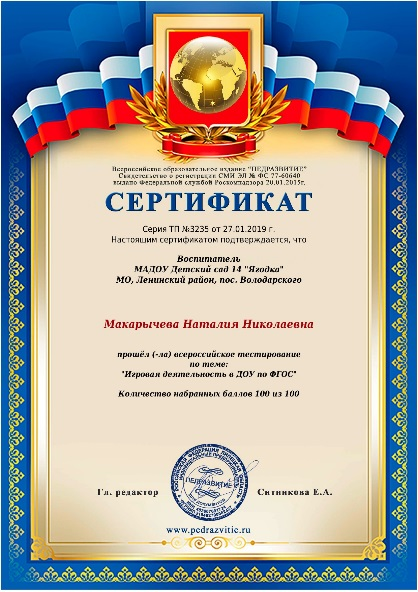 Всероссийское образовательное издание "ПЕДРАЗВИТИЕ"
Свидетельство о регистрации СМИ ЭЛ № ФС 77-60640
выдано Федеральной службой Роскомнадзора 20.01.2015г.
СЕРТИФИКАТ
Серия ТП №3235 от 27.01.2019 г.
Настоящим сертификатом подтверждается, что
Воспитатель
МАДОУ Детский сад 14 "Ягодка"
МО, Ленинский район, пос. Володарского
Макарычева Наталия Николаевна
прошёл (-ла) всероссийское тестирование
по теме:
"Игровая деятельность в ДОУ по ФГОС"
Количество набранных баллов 100 из 100
ПЕДРАЗВИТИЕ
Гл. редактор Ситникова Е.А.
www.pedrazvitie.ru